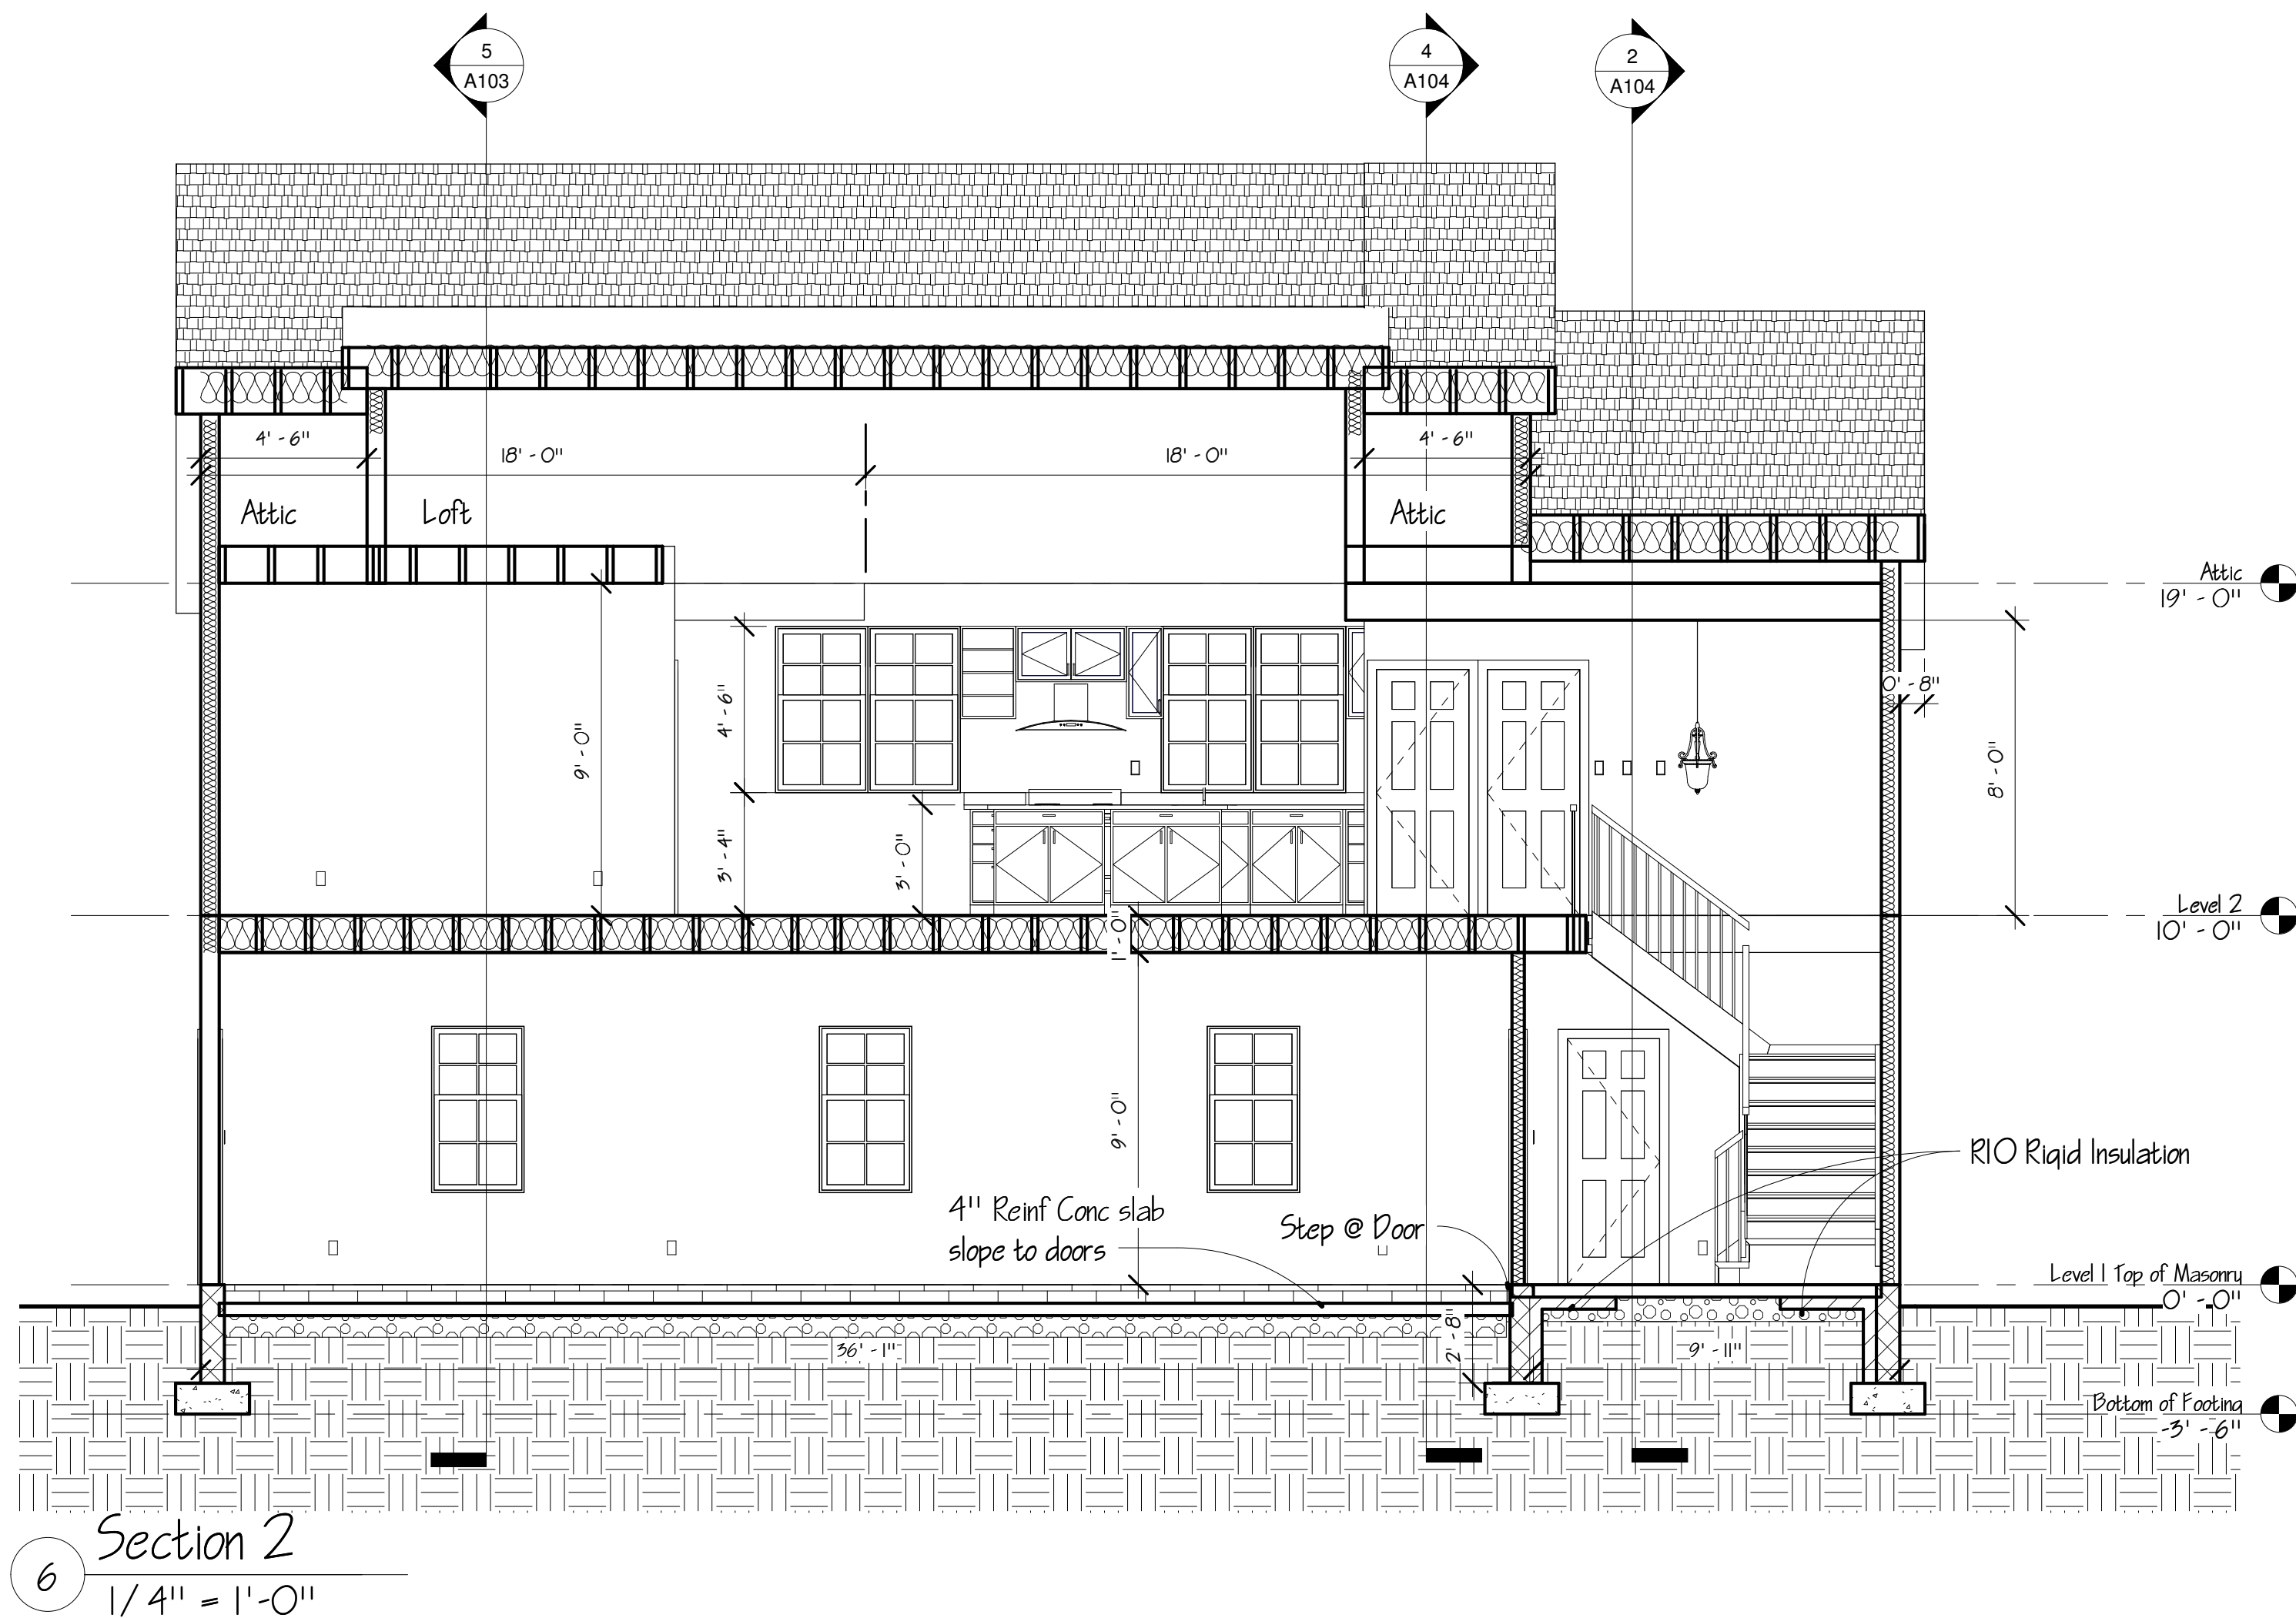 5
A103
4
A104
2
A104
4' - 6"
18' - 0"
18' - 0"
4' - 6"
Attic
Loft
Attic
Attic
19' - 0"
0' - 8"
4' - 6"
9' - 0"
8' - 0"
3' - 4"
3' - 0"
Level 2
10' - 0"
1' - 0"
9' - 0"
R10 Rigid Insulation
4" Reinf Conc slab
slope to doors
Step @ Door
Level 1 Top of Masonry
0' - 0"
2' - 8"
36' - 1"
9' - 11"
Bottom of Footing
-3' - 6"
6
Section 2
1/4" = 1'-0"